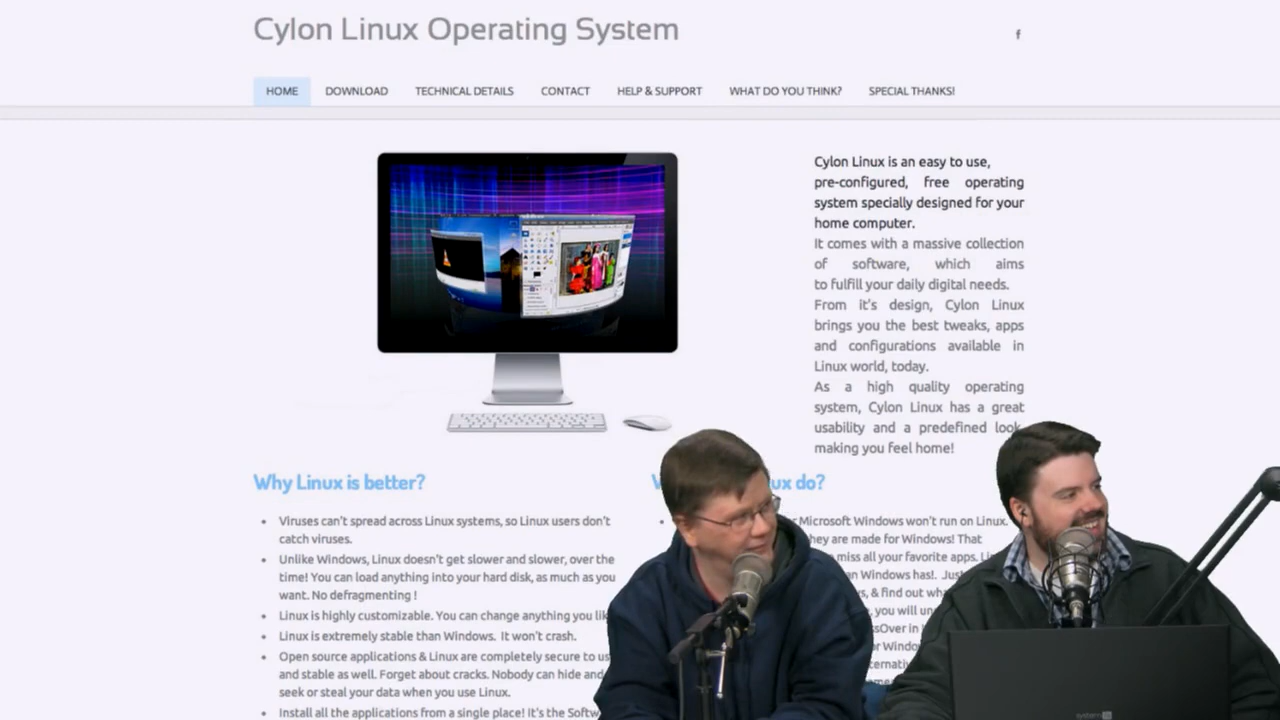 Cylon Linux Operating System
f
HOME DOWNLOAD TECHNICAL DETAILS CONTACT HELP & SUPPORT WHAT DO YOU THINK? SPECIAL THANKS!
Cylon Linux is an easy to use,
pre-configured, free operating
system specially designed for your
home computer.
It comes with a massive collection
of software, which aims
to fulfill your daily digital needs.
From it's design, Cylon Linux
brings you the best tweaks, apps
and configurations available in
Linux world, today.
As a high quality operating
system, Cylon Linux has a great
usability and a predefined look,
making you feel home!
Why Linux is better?
Viruses can't spread across Linux systems, so Linux users don't
catch viruses.
Unlike Windows, Linux doesn't get slower and slower, over the
time! You can load anything into your hard disk, as much as you
want. No defragmenting !
Linux is highly customizable. You can change anything you
Linux is extremely stable than Windows. It won't crash.
Open source applications & Linux are completely secure to
and stable as well. Forget about cracks. Nobody can hide and
seek or steal your data when you use Linux.
Install all the applications from a single place! It's the
do?
Microsoft Windows won't run on Linux.
they are made for Windows! That
miss all your favorite apps.
Windows has!.
& find out
, you will
in
Windows